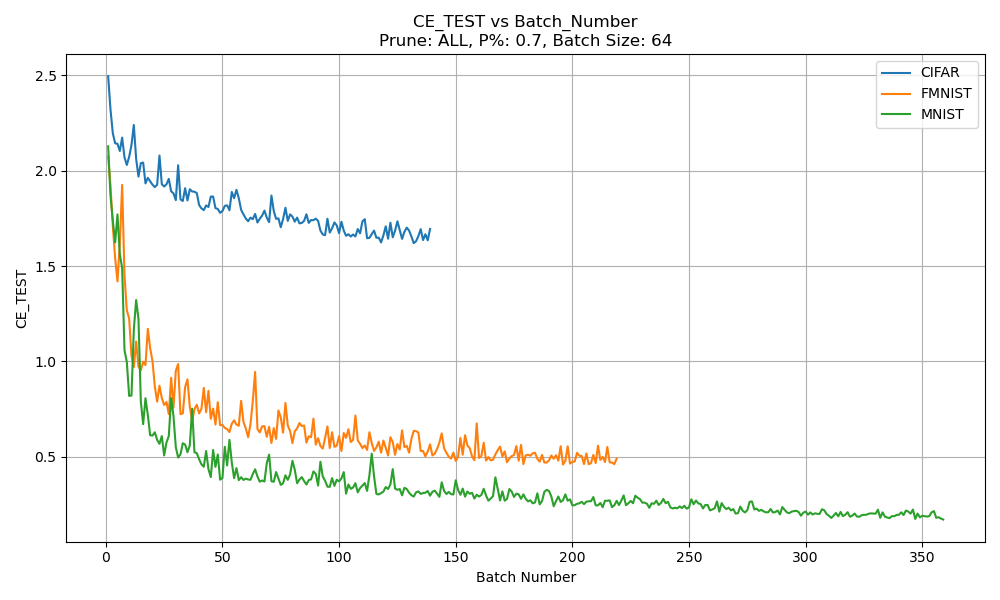 CE_TEST vs Batch_Number
Prune: ALL, P%: 0.7, Batch Size: 64
CIFAR
FMNIST
MNIST
2.5
2.0
1.5
1.0
0.5
CE_TEST
0 50 100 150 200 250 300 350
Batch Number